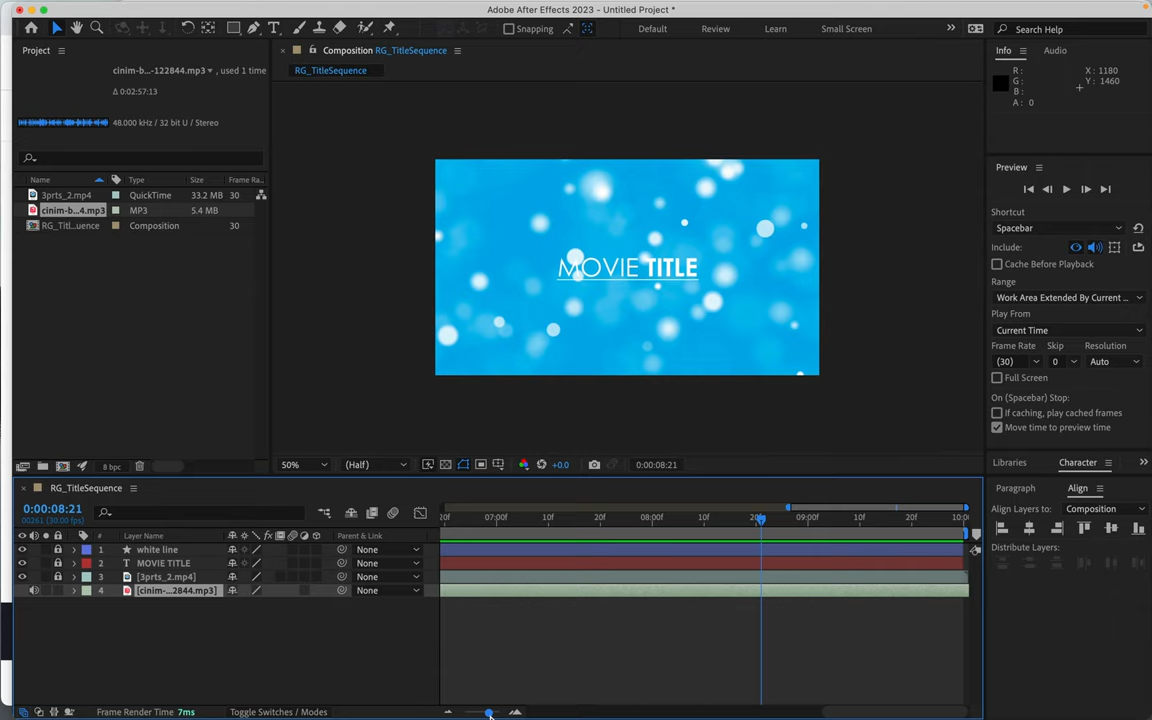 Adobe After Effects 2023 - Untitled Project *
Snapping
Default
Review
Learn
Small Screen
Search Help
Project
Composition RG_TitleSequence
RG_TitleSequence
cinim-b...-122844.mp3 , used 1 time
Δ 0:02:57:13
48.000 kHz / 32 bit U / Stereo
Name Type Size Frame Ra...
3prts_2.mp4 QuickTime 33.2 MB 30
cinim-b...4.mp3 MP3 5.4 MB
RG_Titl...uence Composition 30
8 bpc
MOVIE TITLE
50% (Half) +0.0 0:00:08:21
Info Audio
R :
G :
B :
A : 0
X : 1180
Y : 1460
Preview
Shortcut
Spacebar
Include:
Cache Before Playback
Range
Work Area Extended By Current ...
Play From
Current Time
Frame Rate Skip Resolution
(30) 0 Auto
Full Screen
On (Spacebar) Stop:
If caching, play cached frames
Move time to preview time
Libraries Character
Paragraph Align
Align Layers to: Composition
Distribute Layers:
RG_TitleSequence
0:00:08:21
00261 (30.00 fps)
# Layer Name Parent & Link
1 white line None
2 T MOVIE TITLE None
3 [3prts_2.mp4] None
4 [cinim-...2844.mp3] None
07:00f 10f 20f 08:00f 10f 20f 09:00f 10f 20f 10:0
Frame Render Time 7ms
Toggle Switches / Modes